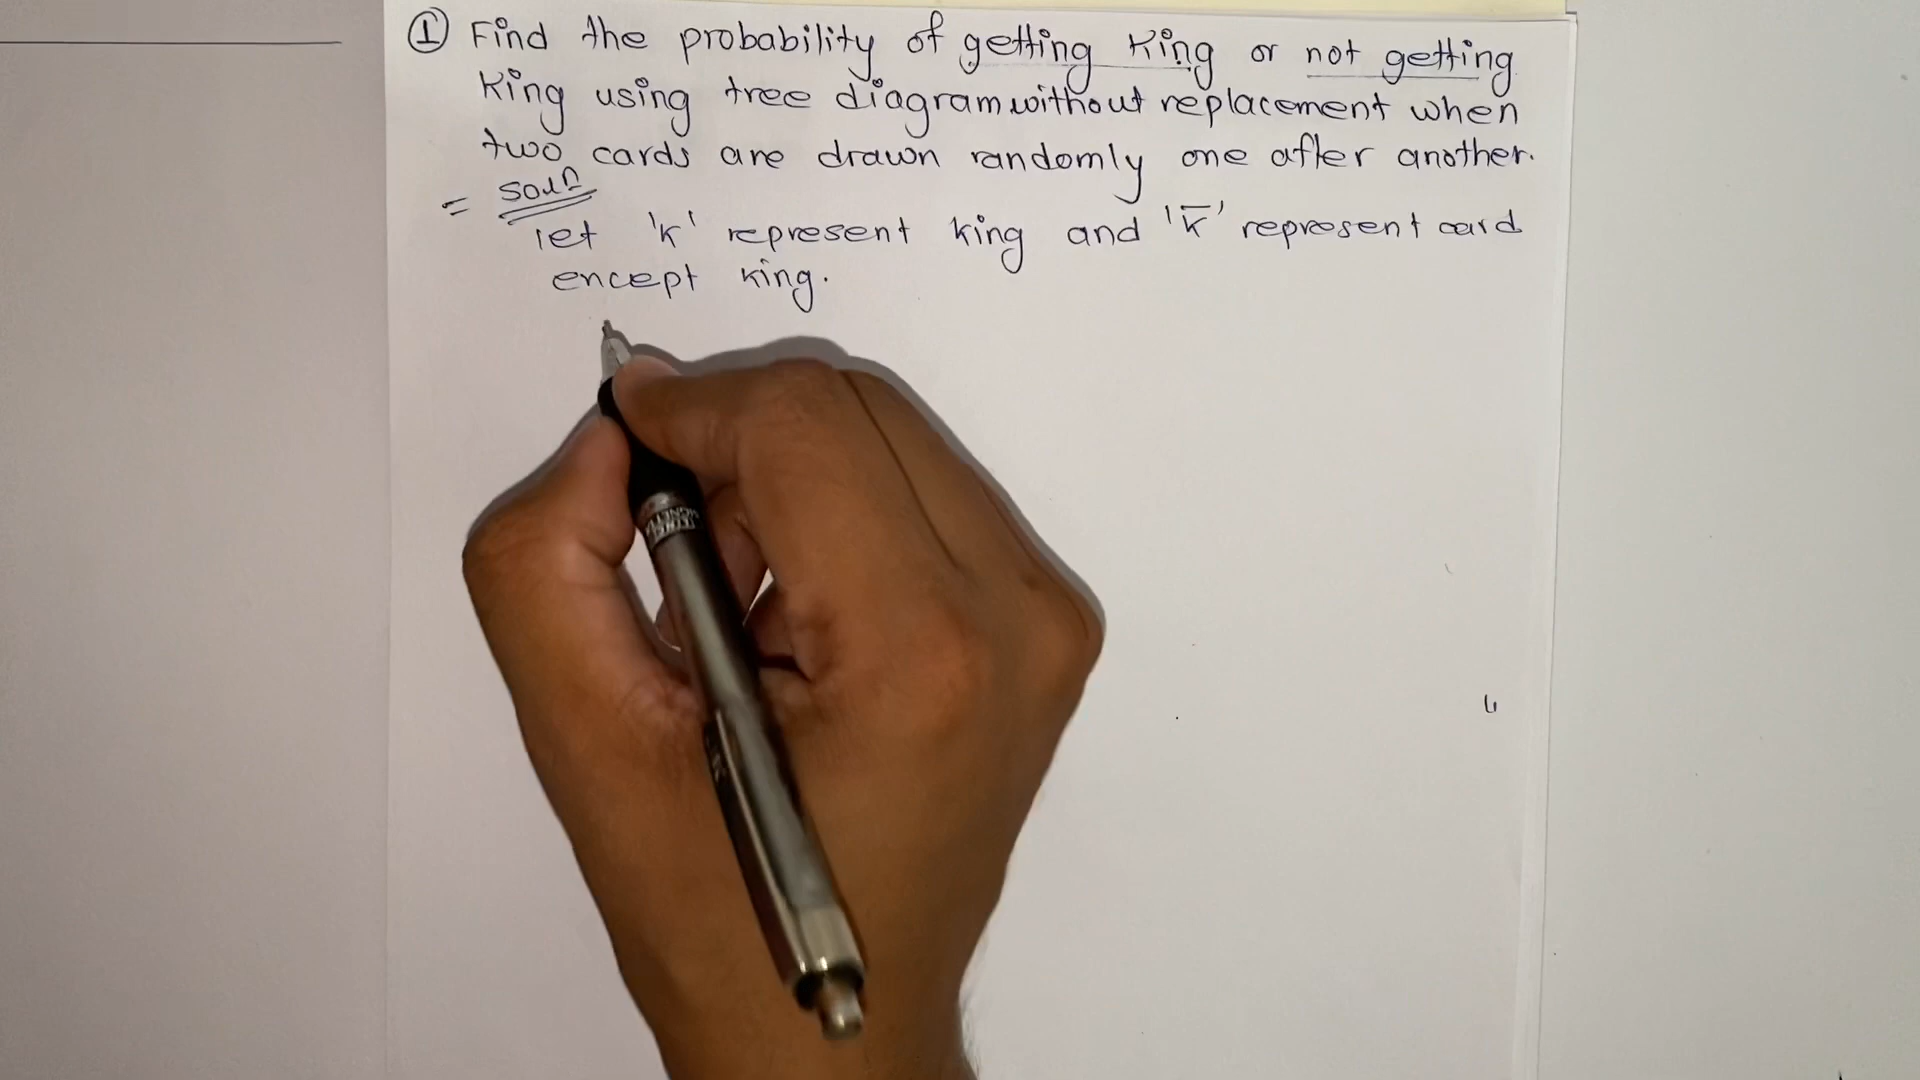 ① Find the probability of getting King or not getting
King using tree diagram without replacement when
two cards are drawn randomly one after another.
= Soln
let 'K' represent king and 'K̅' represent card
encept king.